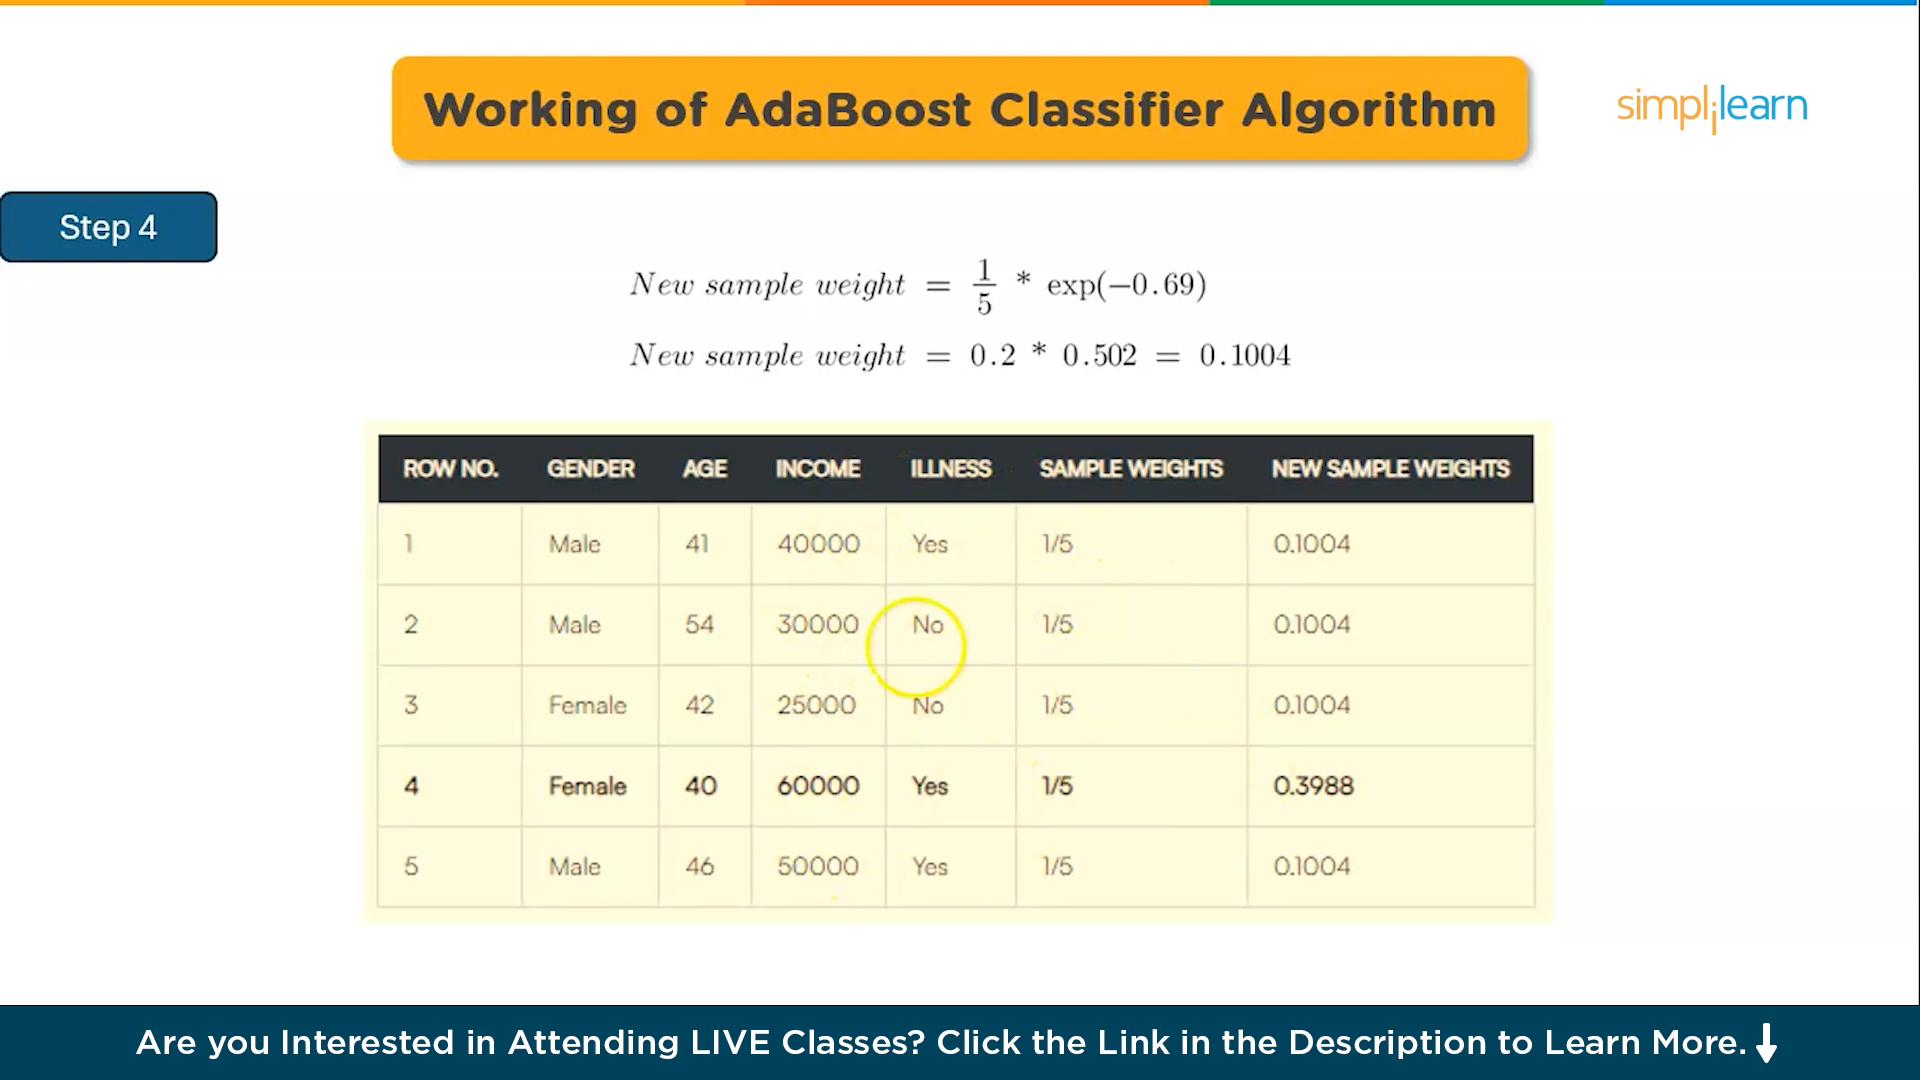 Working of AdaBoost Classifier Algorithm
simplilearn
Step 4
New sample weight = 1/5 * exp(−0.69)
New sample weight = 0.2 * 0.502 = 0.1004
ROW NO. GENDER AGE INCOME ILLNESS SAMPLE WEIGHTS NEW SAMPLE WEIGHTS
1 Male 41 40000 Yes 1/5 0.1004
2 Male 54 30000 No 1/5 0.1004
3 Female 42 25000 No 1/5 0.1004
4 Female 40 60000 Yes 1/5 0.3988
5 Male 46 50000 Yes 1/5 0.1004
Are you Interested in Attending LIVE Classes? Click the Link in the Description to Learn More.